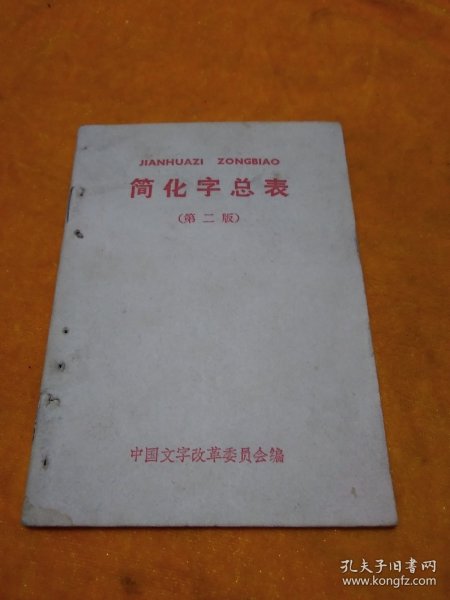 JIANHUAZI ZONGBIAO
简化字总表
(第二版)
中国文字改革委员会编
孔夫子旧书网
www.kongfz.com